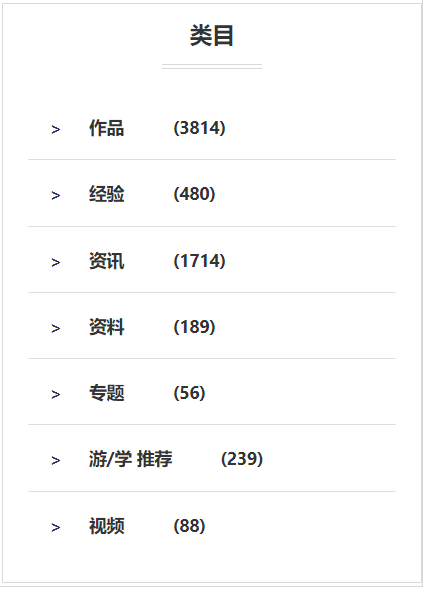 类目
> 作品 (3814)
> 经验 (480)
> 资讯 (1714)
> 资料 (189)
> 专题 (56)
> 游/学 推荐 (239)
> 视频 (88)